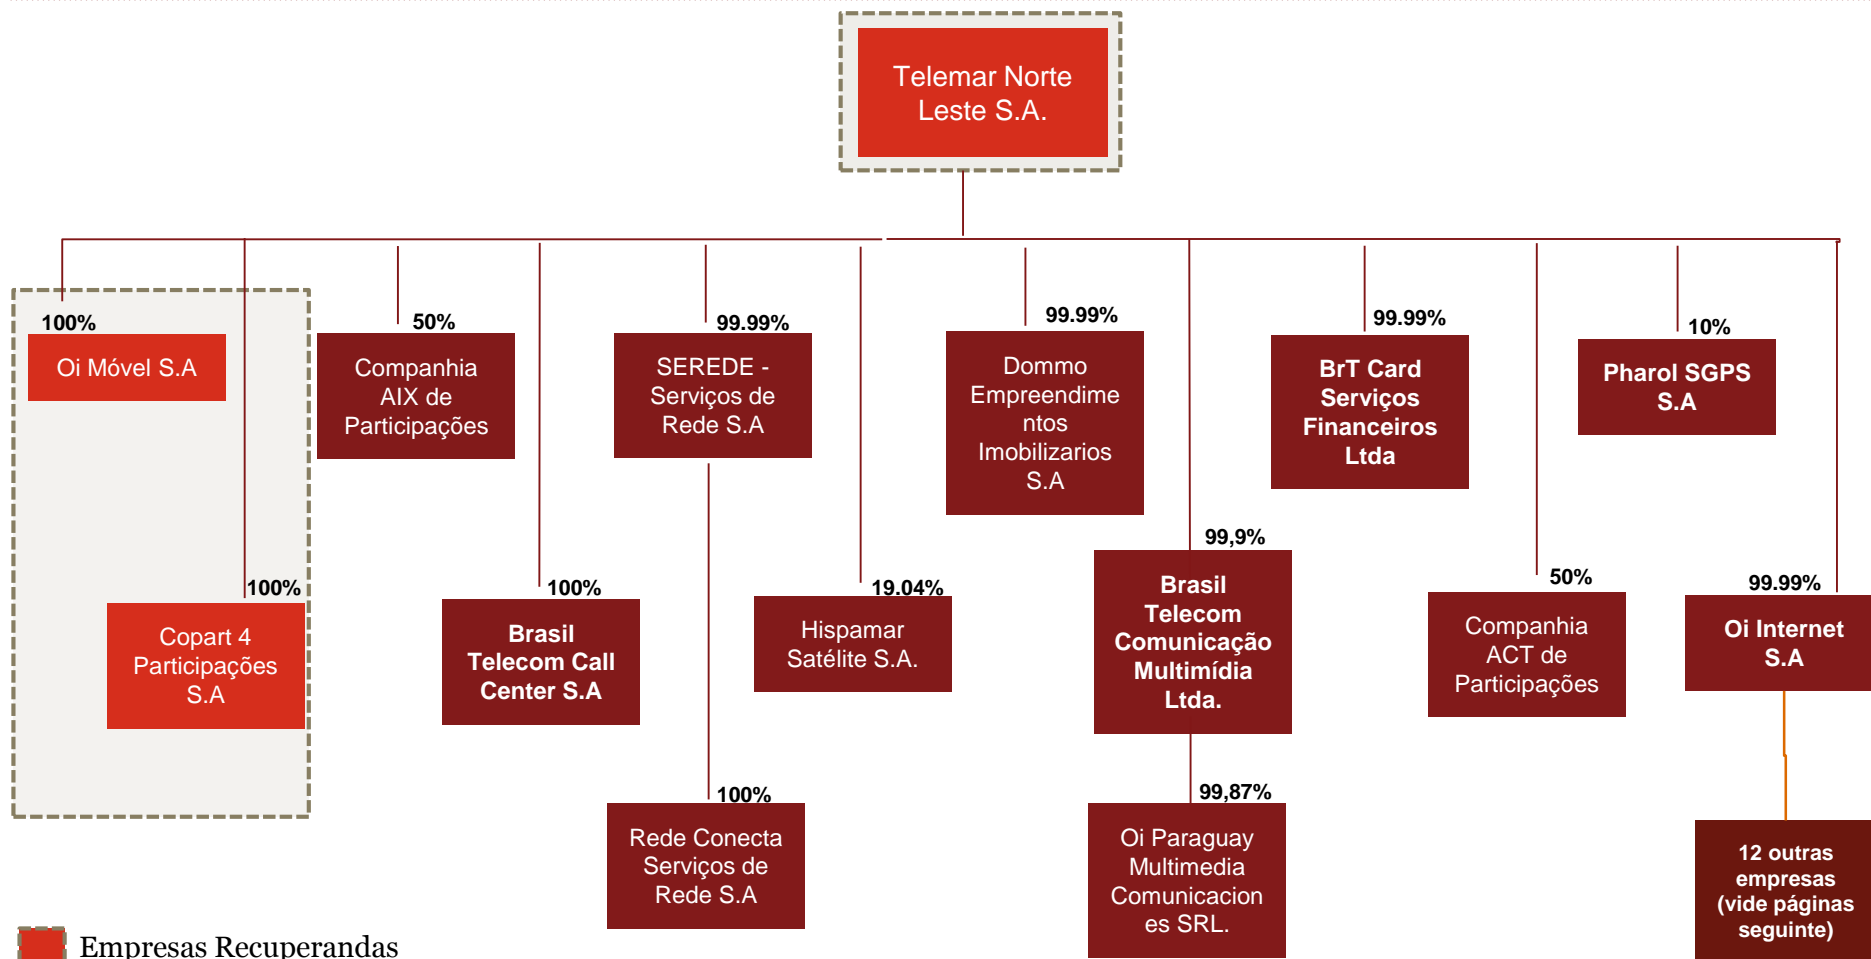 Telemar Norte
Leste S.A.
100%
Oi Móvel S.A
100%
Copart 4
Participações
S.A
50%
Companhia
AIX de
Participações
100%
Brasil
Telecom Call
Center S.A
99.99%
SEREDE -
Serviços de
Rede S.A
100%
Rede Conecta
Serviços de
Rede S.A
19.04%
Hispamar
Satélite S.A.
99.99%
Dommo
Empreendime
ntos
Imobilizarios
S.A
99,9%
Brasil
Telecom
Comunicação
Multimídia
Ltda.
99,87%
Oi Paraguay
Multimedia
Comunicacion
es SRL.
99.99%
BrT Card
Serviços
Financeiros
Ltda
50%
Companhia
ACT de
Participações
10%
Pharol SGPS
S.A
99.99%
Oi Internet
S.A
12 outras
empresas
(vide páginas
seguinte)
Empresas Recuperandas